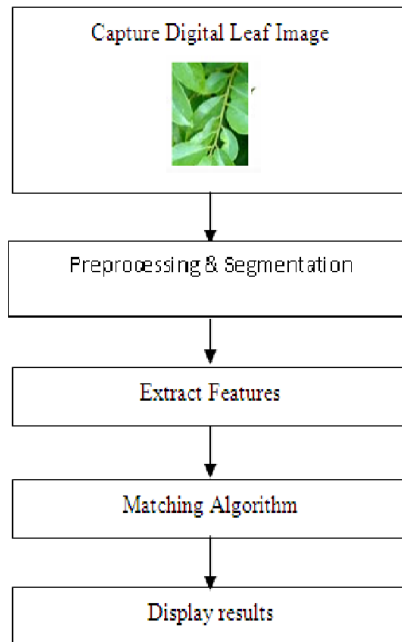 Capture Digital Leaf Image
Preprocessing & Segmentation
Extract Features
Matching Algorithm
Display results